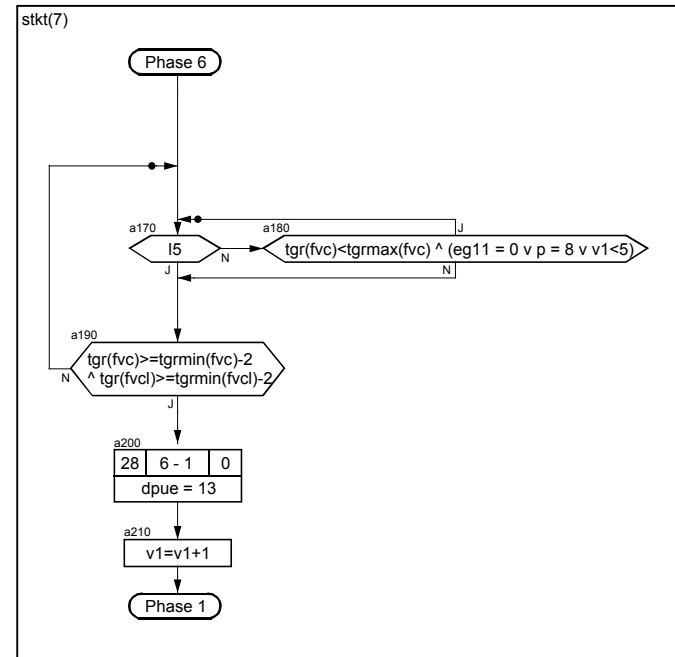 stkt(7)
Phase 6
a170
I5
N
J
a180
J
tgr(fvc)<tgrmax(fvc) ^ (eg11 = 0 v p = 8 v v1<5)
N
a190
tgr(fvc)>=tgrmin(fvc)-2
^ tgr(fvcl)>=tgrmin(fvcl)-2
N
J
a200
28 6 - 1 0
dpue = 13
a210
v1=v1+1
Phase 1